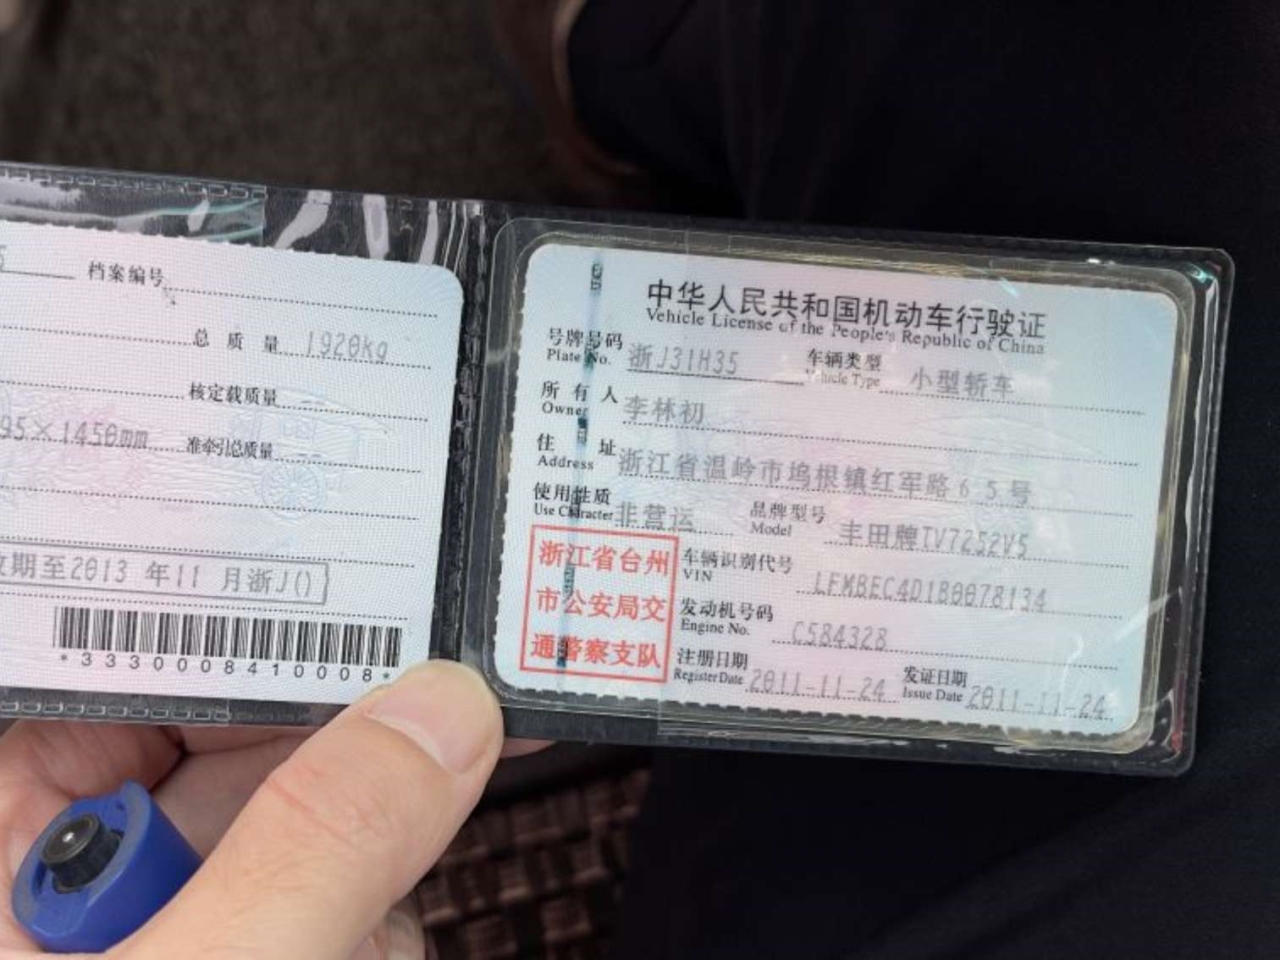 5 档案编号
总质量 1920kg
核定载质量
95×1450mm 准牵引总质量
期至2013 年11 月浙J()
*3330008410008*
中华人民共和国机动车行驶证
Vehicle License of the People's Republic of China
号牌号码 浙J31H35 车辆类型 小型轿车
Plate No. Vehicle Type
所有人 李林初
Owner
住址 浙江省温岭市坞根镇红军路65号
Address
使用性质 非营运 品牌型号 丰田牌TV7252V5
Use Character Model
浙江省台州
市公安局交
通警察支队
车辆识别代号 LFMBEC4D1B0078134
VIN
发动机号码 C584328
Engine No.
注册日期 2011-11-24 发证日期 2011-11-24
Register Date Issue Date